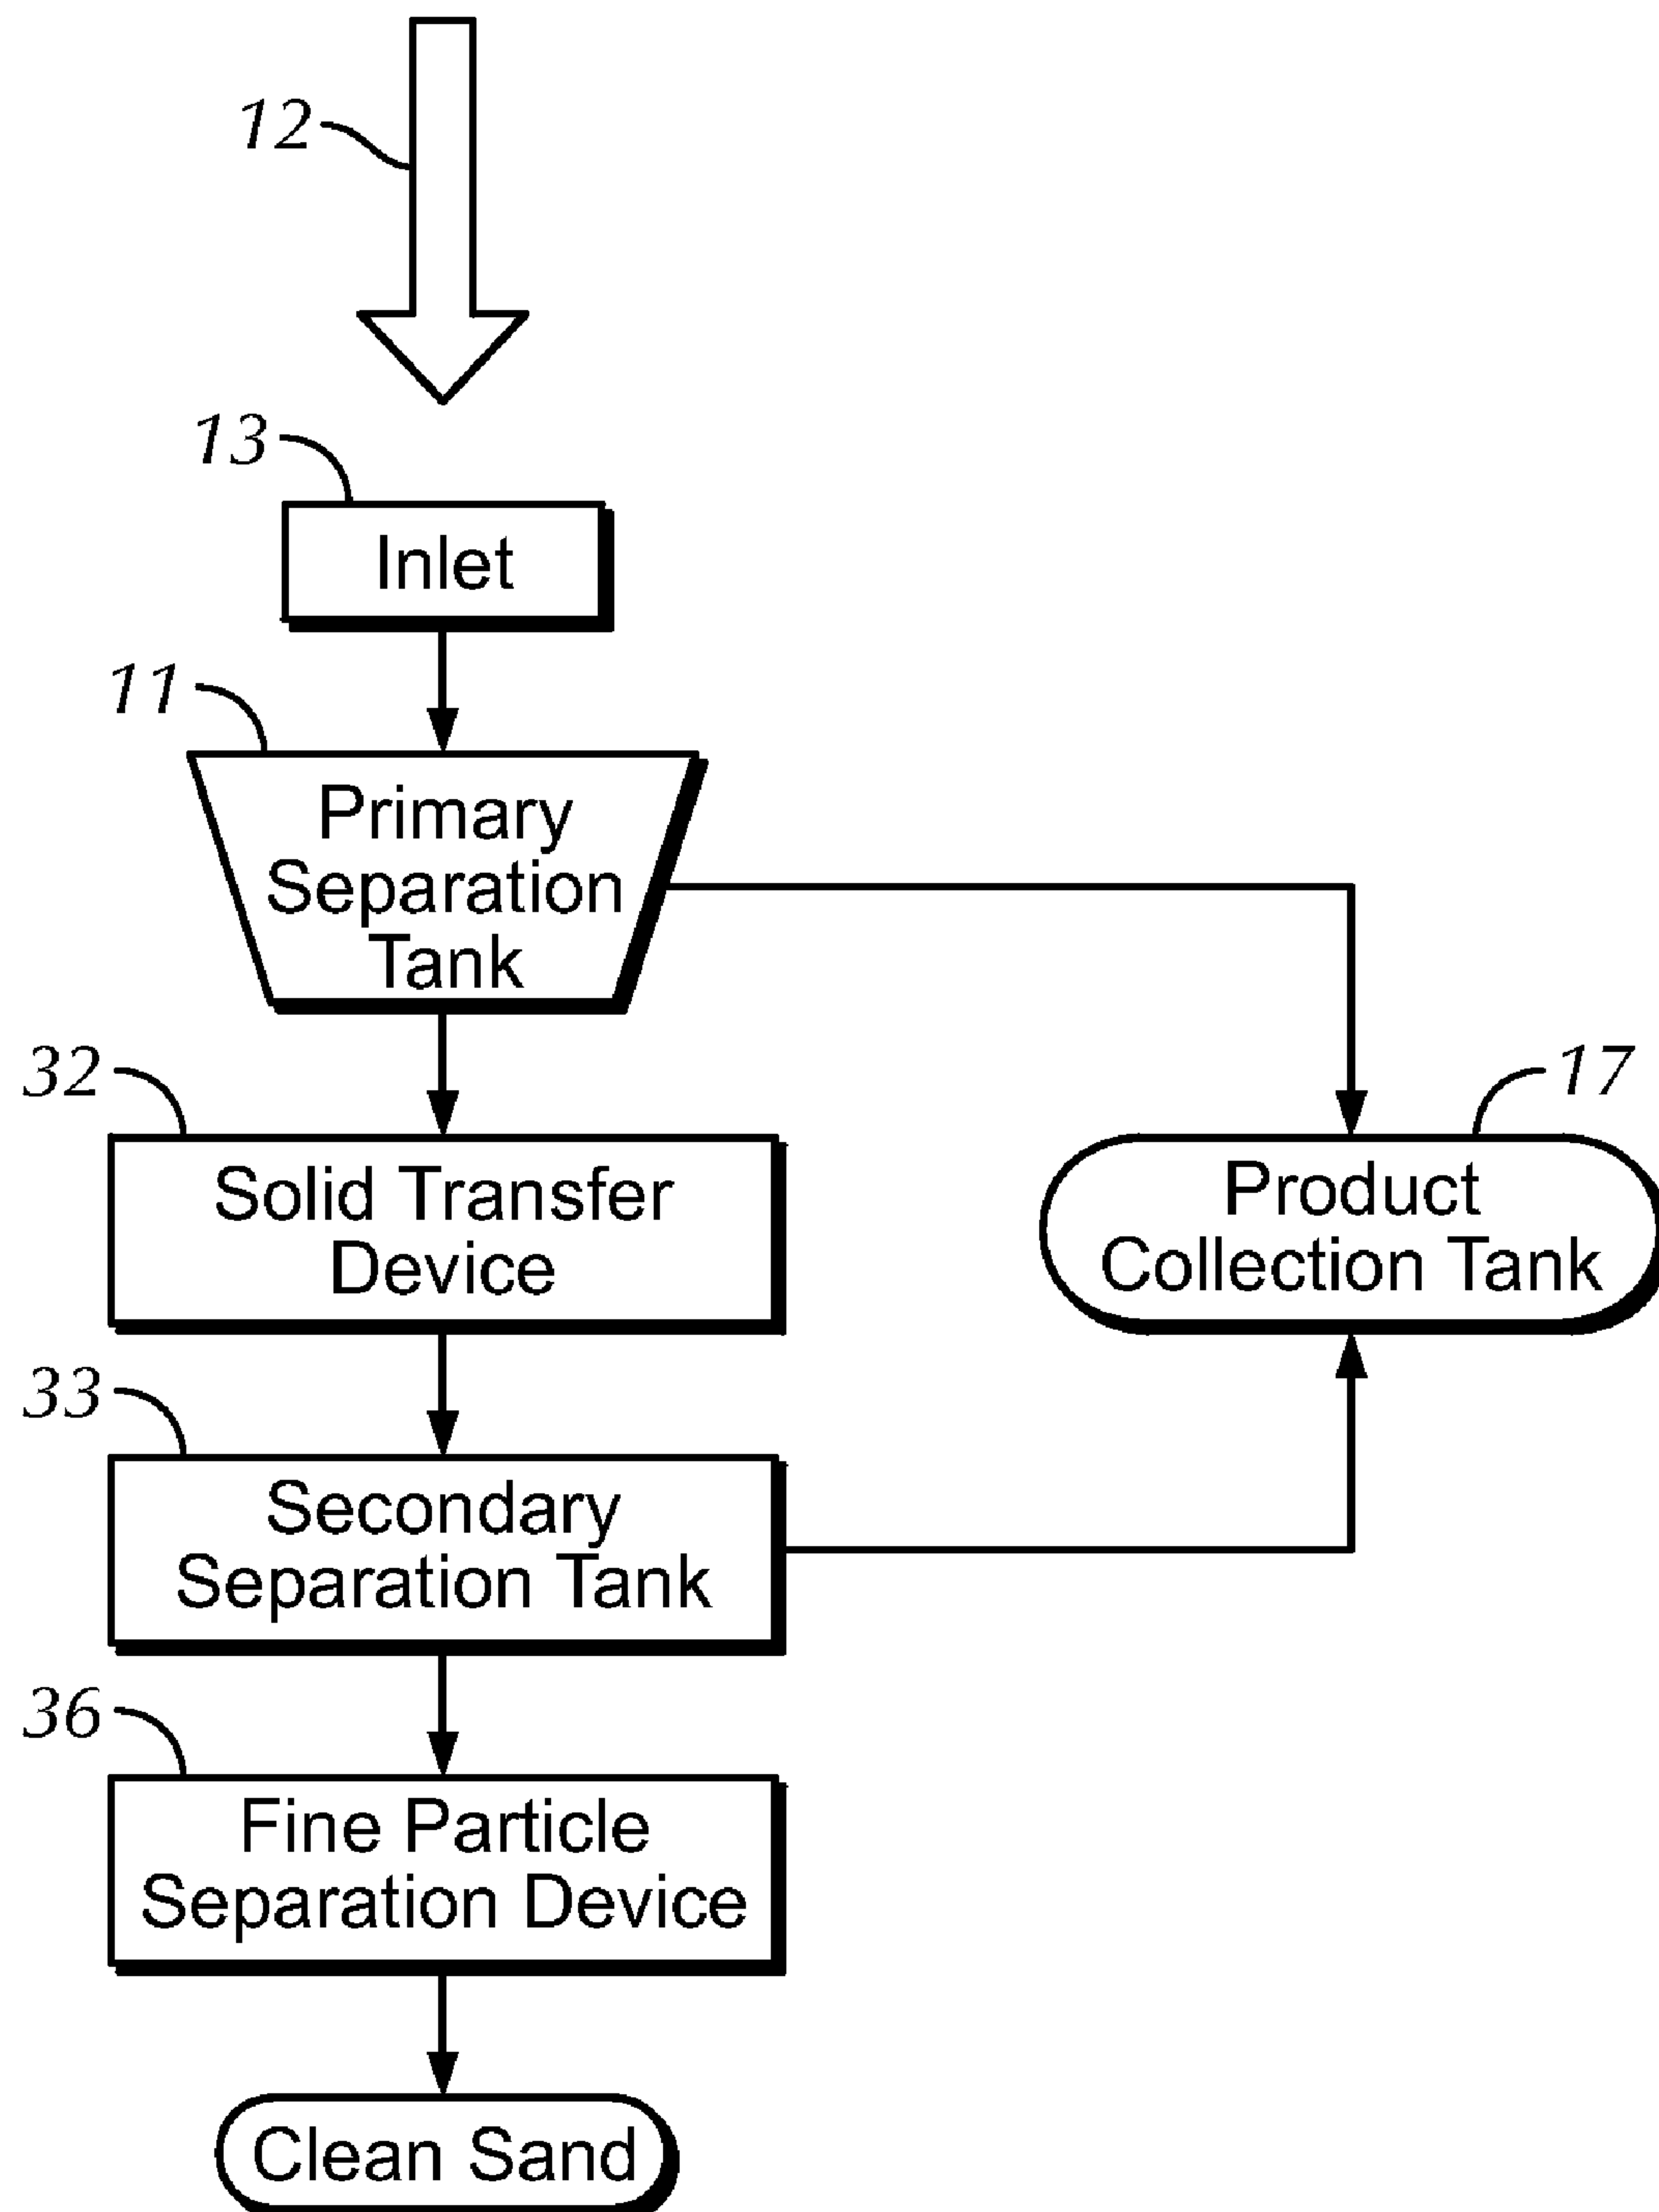 12
13
Inlet
11
Primary
Separation
Tank
32
Solid Transfer
Device
17
Product
Collection Tank
33
Secondary
Separation Tank
36
Fine Particle
Separation Device
Clean Sand